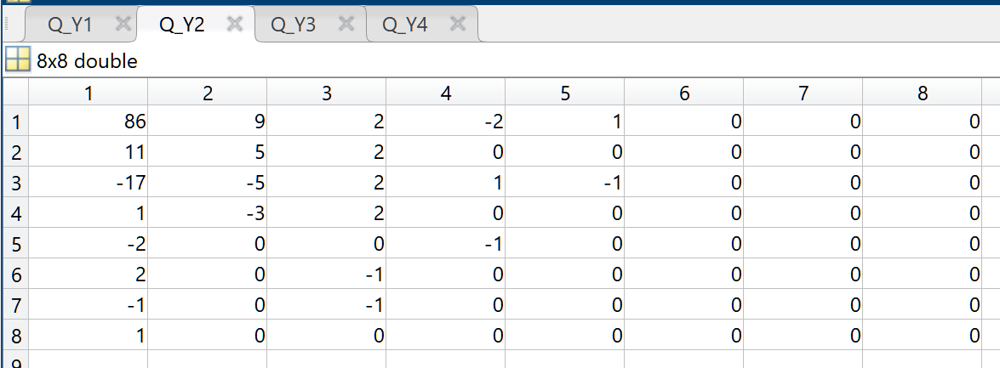 Q_Y1 Q_Y2 Q_Y3 Q_Y4
8x8 double
1 2 3 4 5 6 7 8
1 86 9 2 -2 1 0 0 0
2 11 5 2 0 0 0 0 0
3 -17 -5 2 1 -1 0 0 0
4 1 -3 2 0 0 0 0 0
5 -2 0 0 -1 0 0 0 0
6 2 0 -1 0 0 0 0 0
7 -1 0 -1 0 0 0 0 0
8 1 0 0 0 0 0 0 0
9